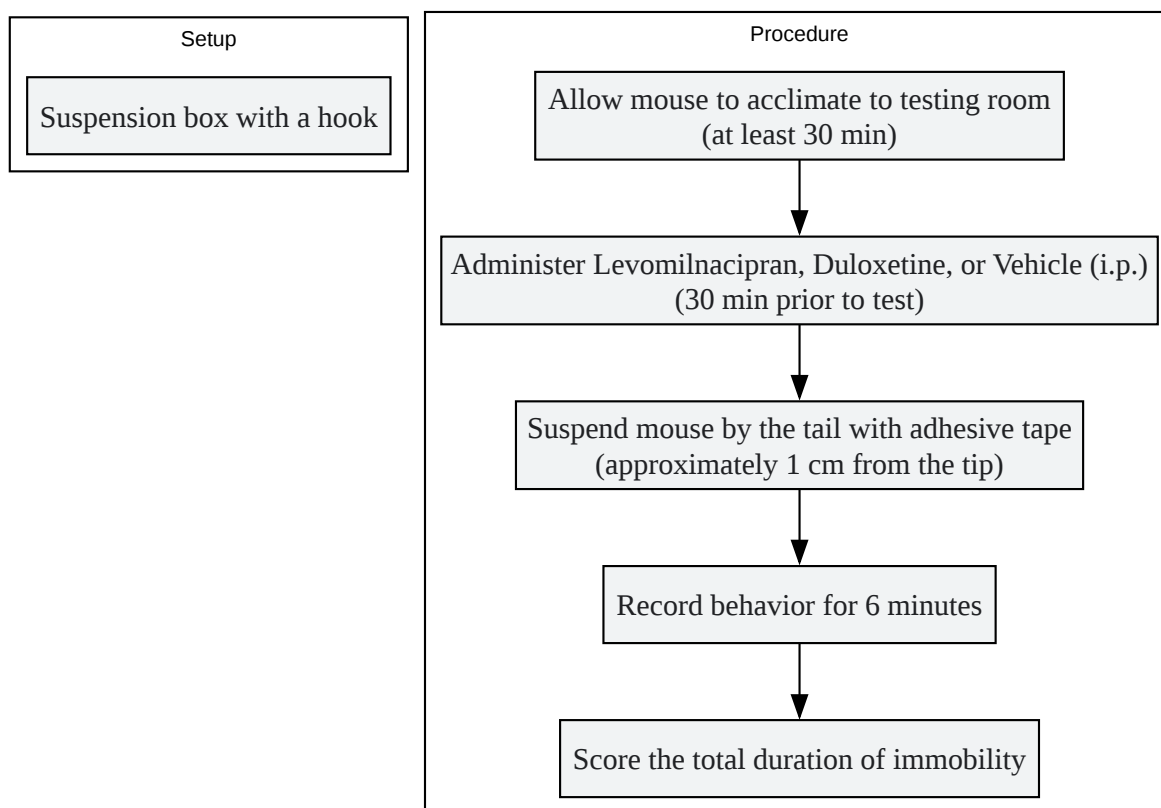 Setup
Suspension box with a hook
Procedure
Allow mouse to acclimate to testing room
(at least 30 min)
Administer Levomilnacipran, Duloxetine, or Vehicle (i.p.)
(30 min prior to test)
Suspend mouse by the tail with adhesive tape
(approximately 1 cm from the tip)
Record behavior for 6 minutes
Score the total duration of immobility